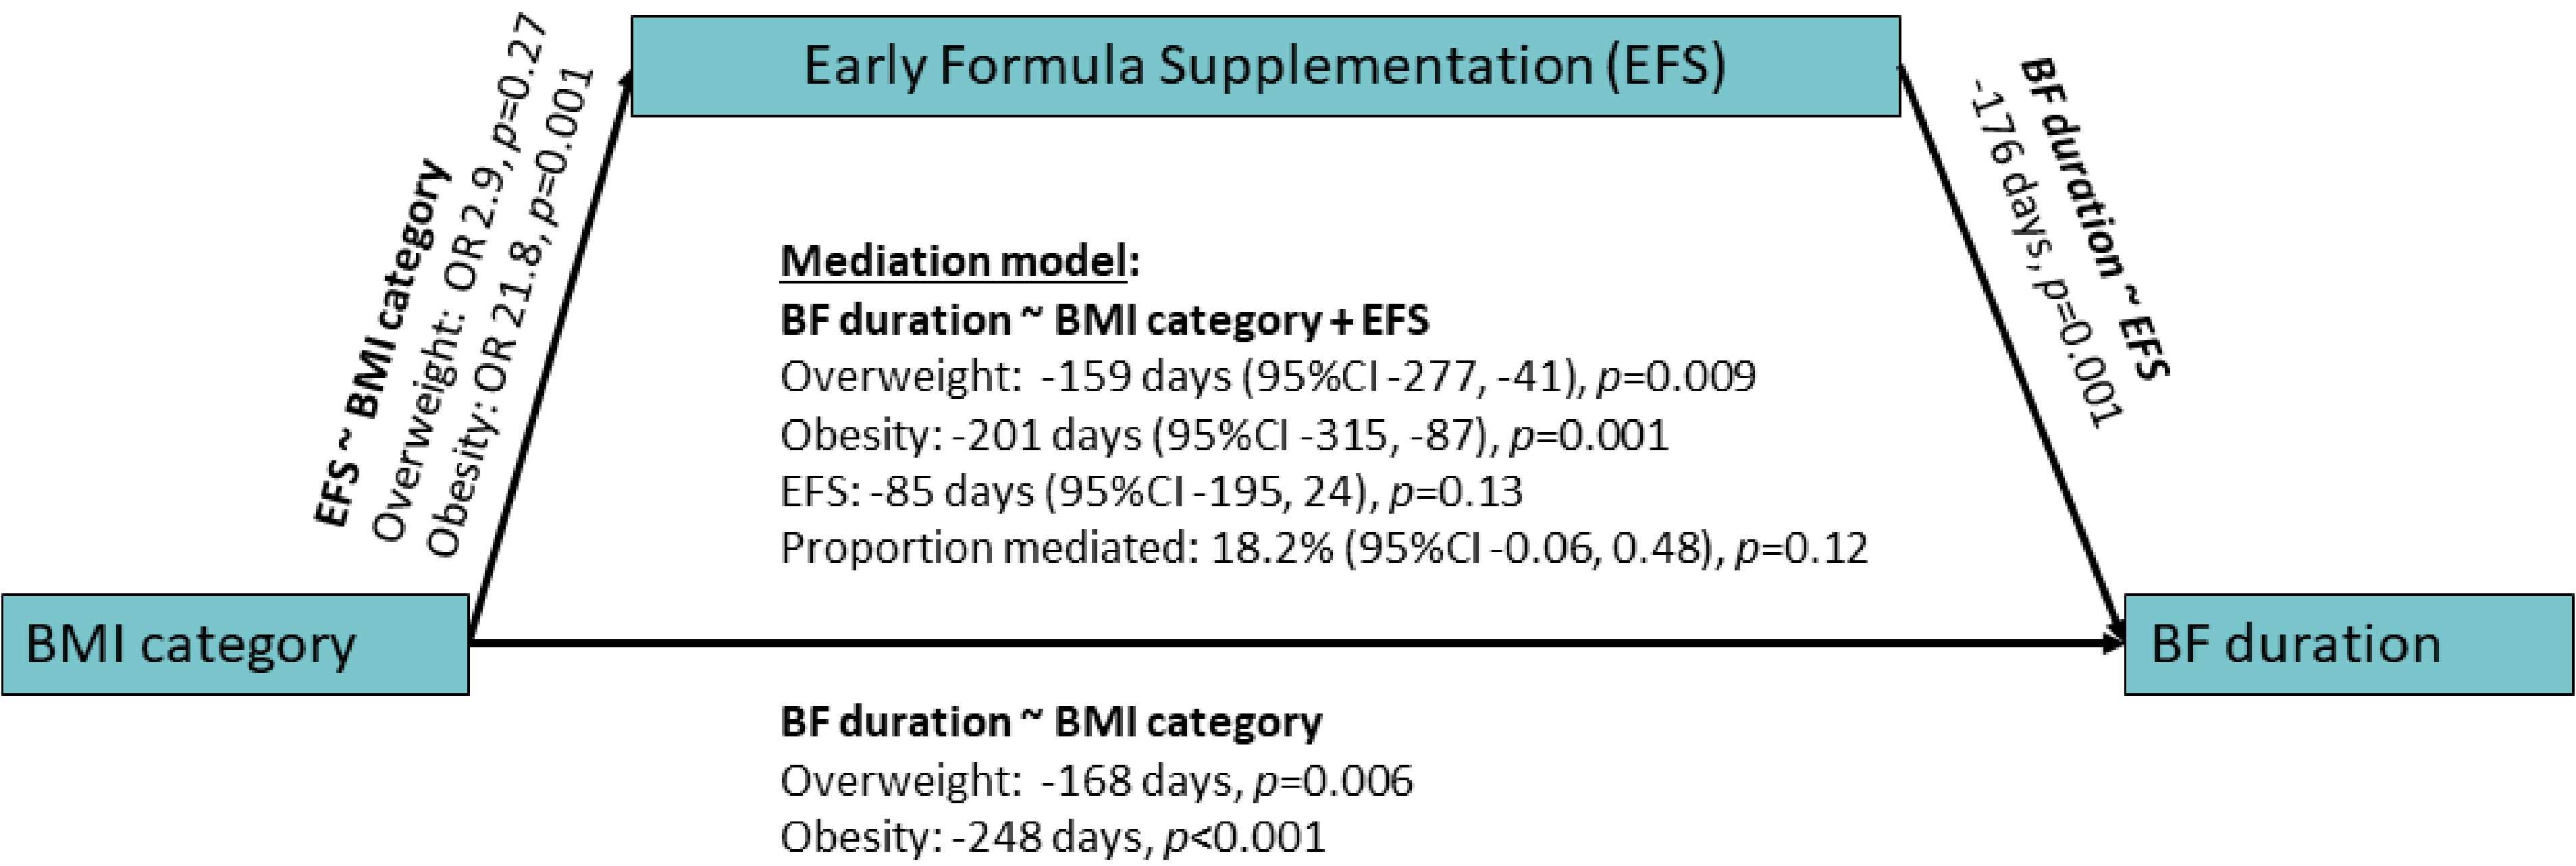 Early Formula Supplementation (EFS)
EFS ~ BMI category
Overweight: OR 2.9, p=0.27
Obesity: OR 21.8, p=0.001
BF duration ~ EFS
-176 days, p=0.001
Mediation model:
BF duration ~ BMI category + EFS
Overweight: -159 days (95%CI -277, -41), p=0.009
Obesity: -201 days (95%CI -315, -87), p=0.001
EFS: -85 days (95%CI -195, 24), p=0.13
Proportion mediated: 18.2% (95%CI -0.06, 0.48), p=0.12
BMI category
BF duration
BF duration ~ BMI category
Overweight: -168 days, p=0.006
Obesity: -248 days, p<0.001